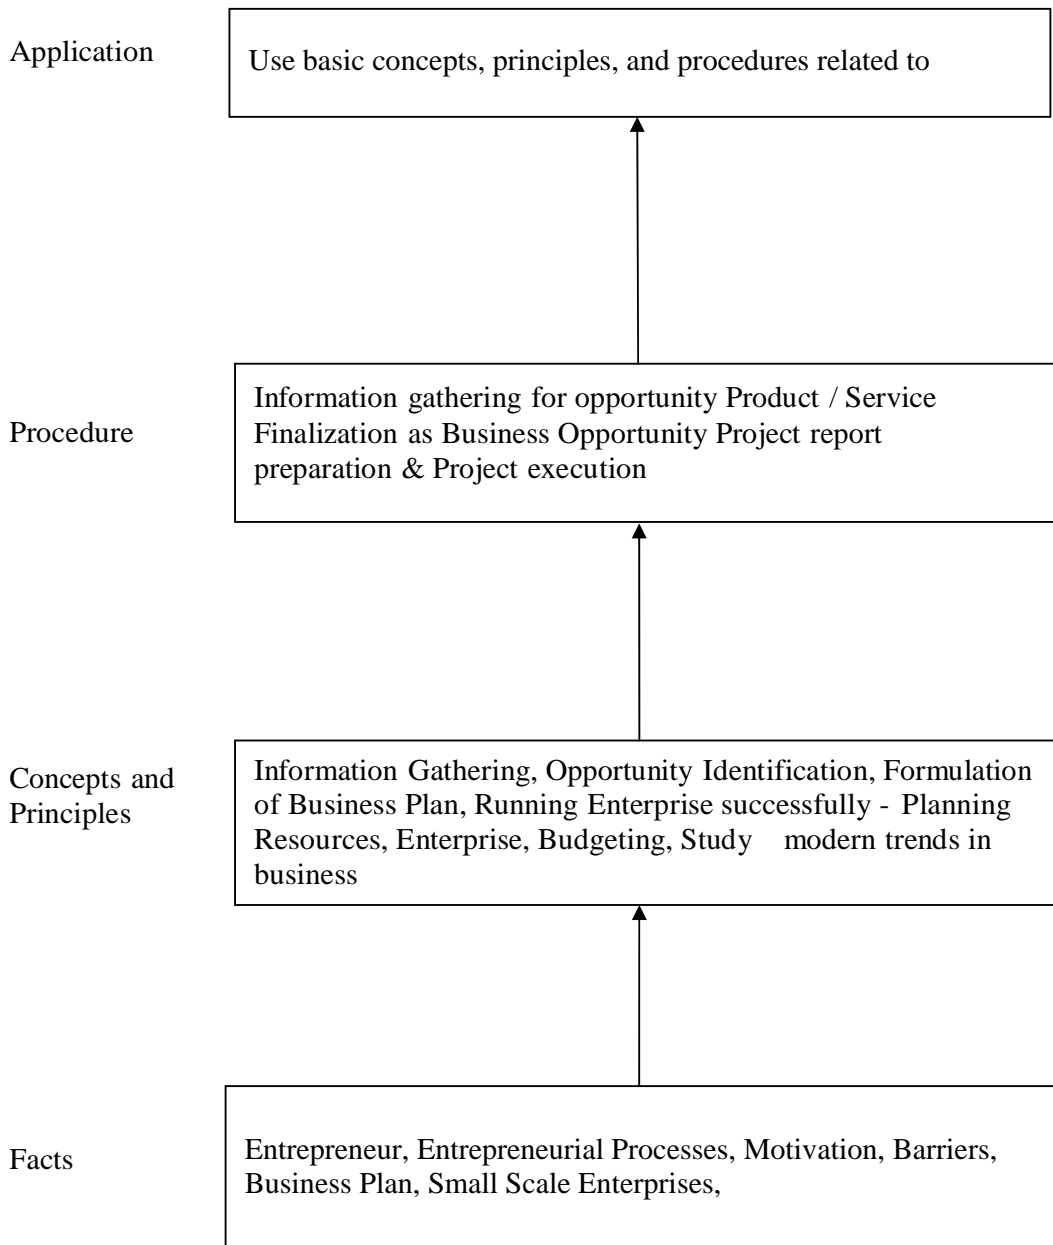 Application
Use basic concepts, principles, and procedures related to
Procedure
Information gathering for opportunity Product / Service
Finalization as Business Opportunity Project report
preparation & Project execution
Concepts and
Principles
Information Gathering, Opportunity Identification, Formulation
of Business Plan, Running Enterprise successfully - Planning
Resources, Enterprise, Budgeting, Study modern trends in
business
Facts
Entrepreneur, Entrepreneurial Processes, Motivation, Barriers,
Business Plan, Small Scale Enterprises,